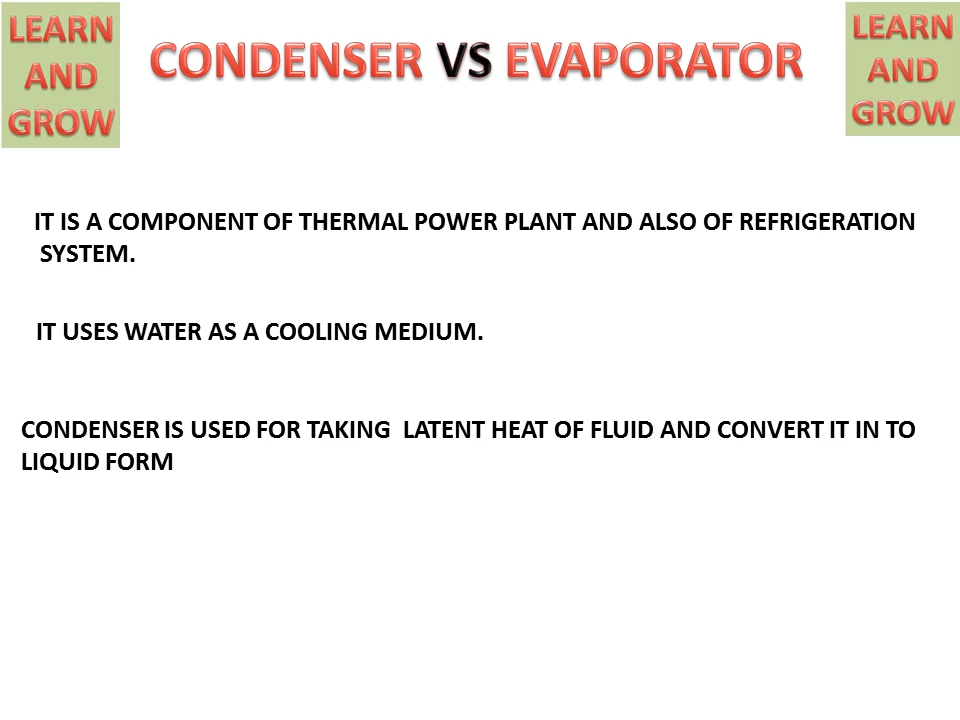 LEARN
AND
GROW
CONDENSER VS EVAPORATOR
LEARN
AND
GROW
IT IS A COMPONENT OF THERMAL POWER PLANT AND ALSO OF REFRIGERATION
SYSTEM.
IT USES WATER AS A COOLING MEDIUM.
CONDENSER IS USED FOR TAKING LATENT HEAT OF FLUID AND CONVERT IT IN TO
LIQUID FORM